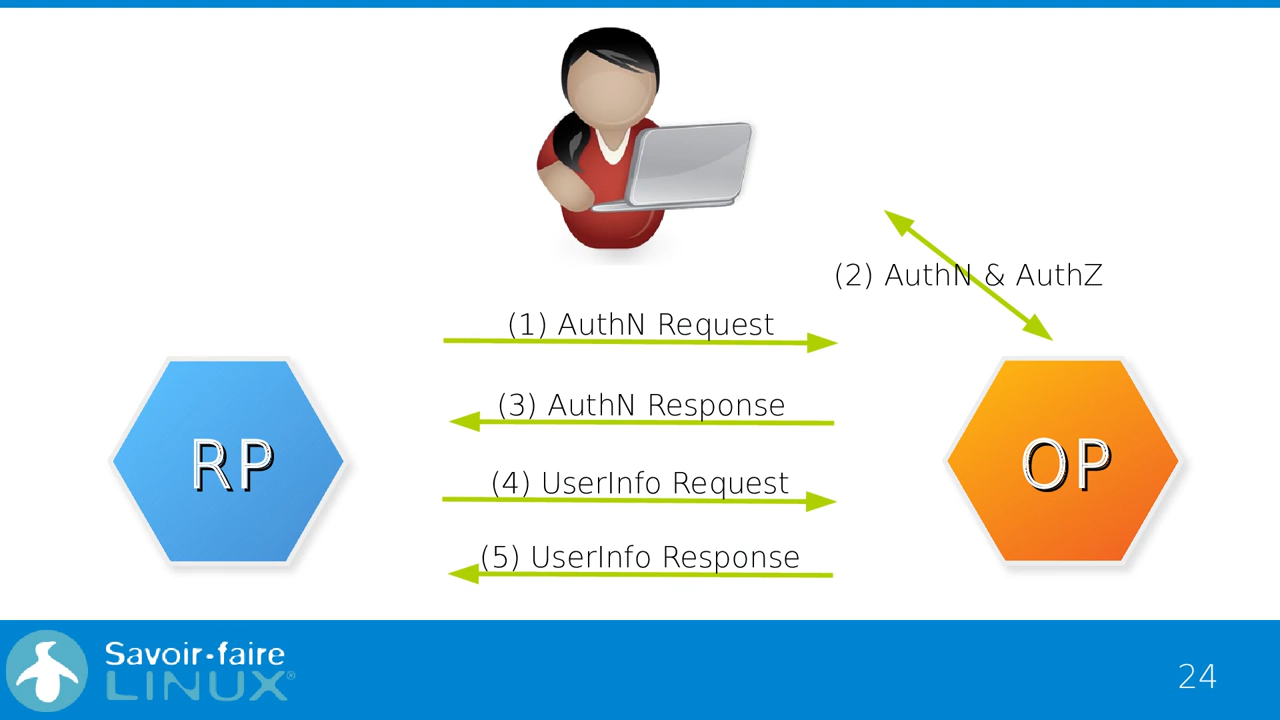 (2) AuthN & AuthZ
(1) AuthN Request
(3) AuthN Response
RP
OP
(4) UserInfo Request
(5) UserInfo Response
Savoir-faire
LINUX®
24